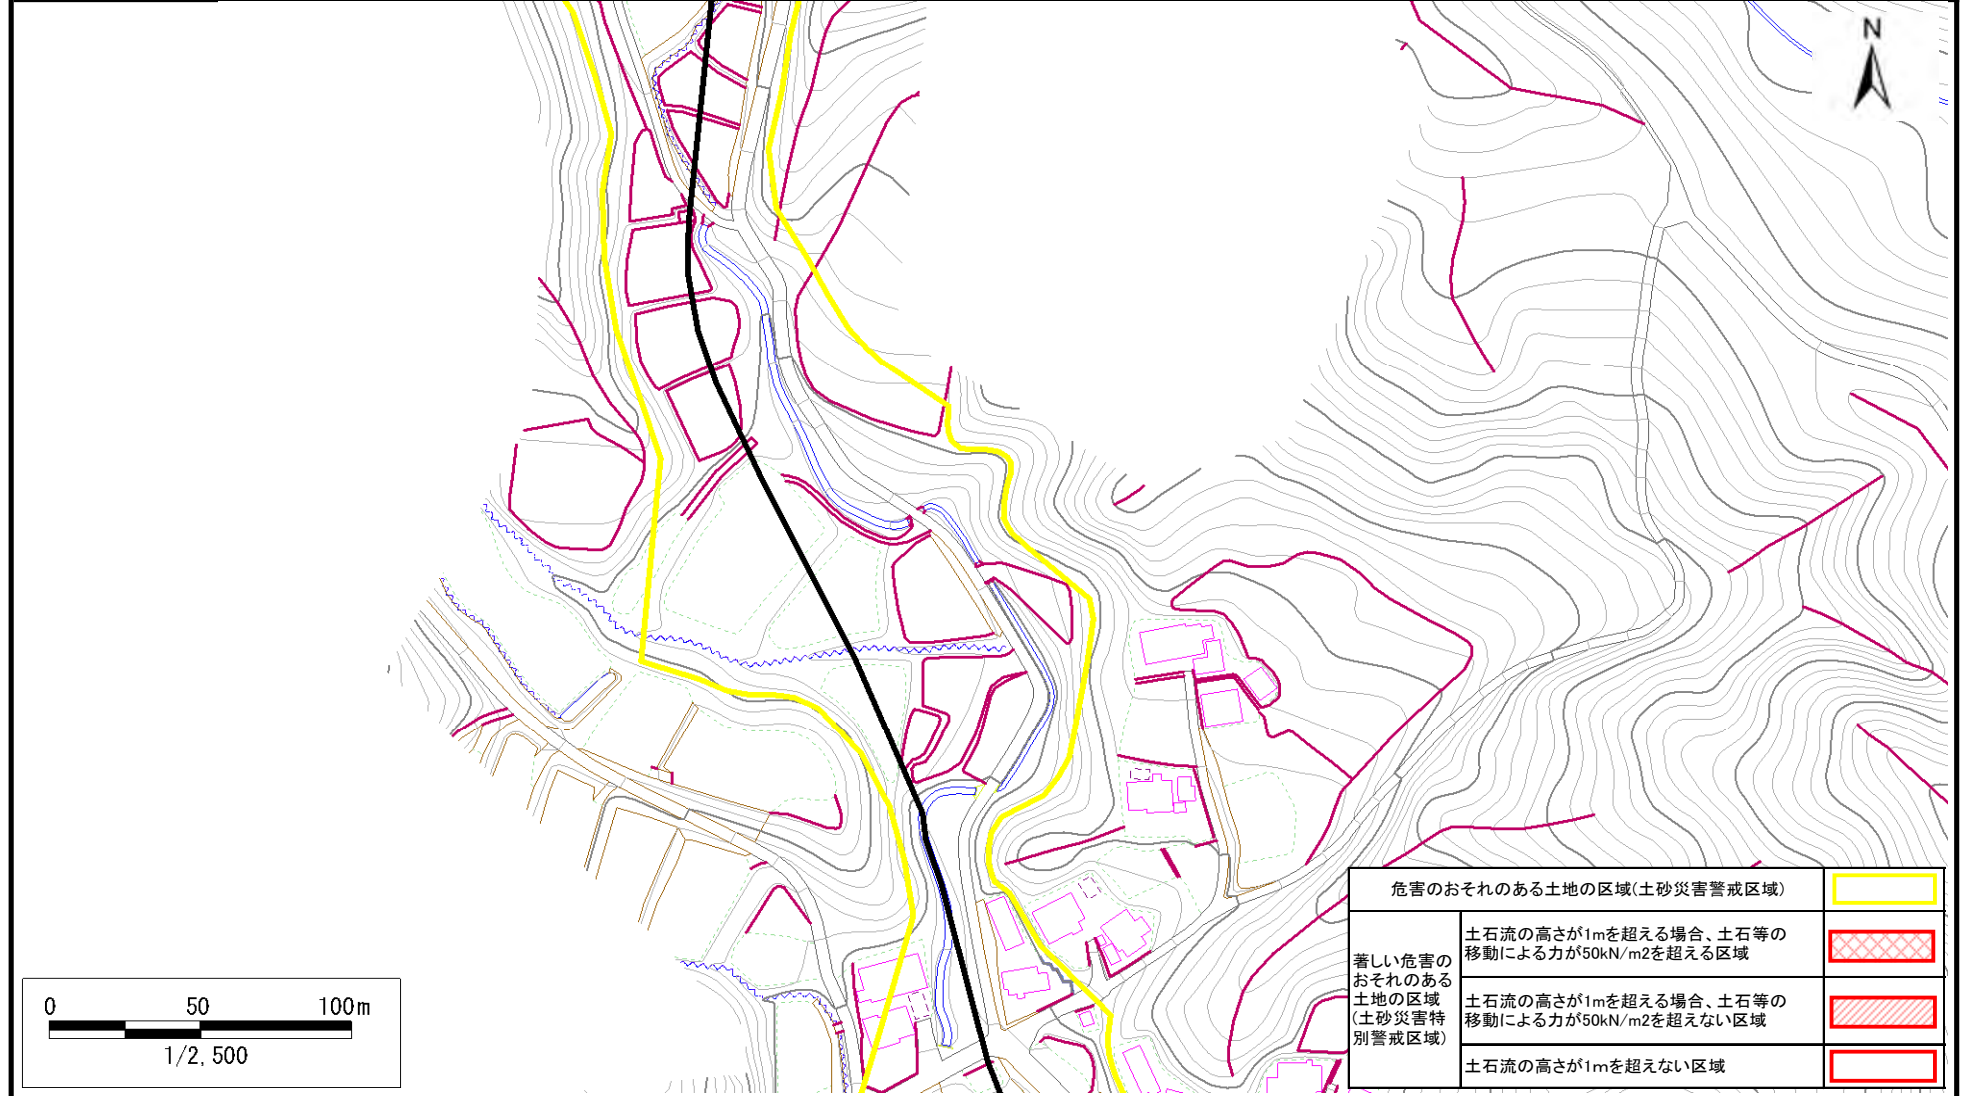 N
危害のおそれのある土地の区域(土砂災害警戒区域)
著しい危害の
おそれのある
土地の区域
(土砂災害特
別警戒区域)
土石流の高さが1mを超える場合、土石等の
移動による力が50kN/m2を超える区域
土石流の高さが1mを超える場合、土石等の
移動による力が50kN/m2を超えない区域
土石流の高さが1mを超えない区域
0 50 100m
1/2,500